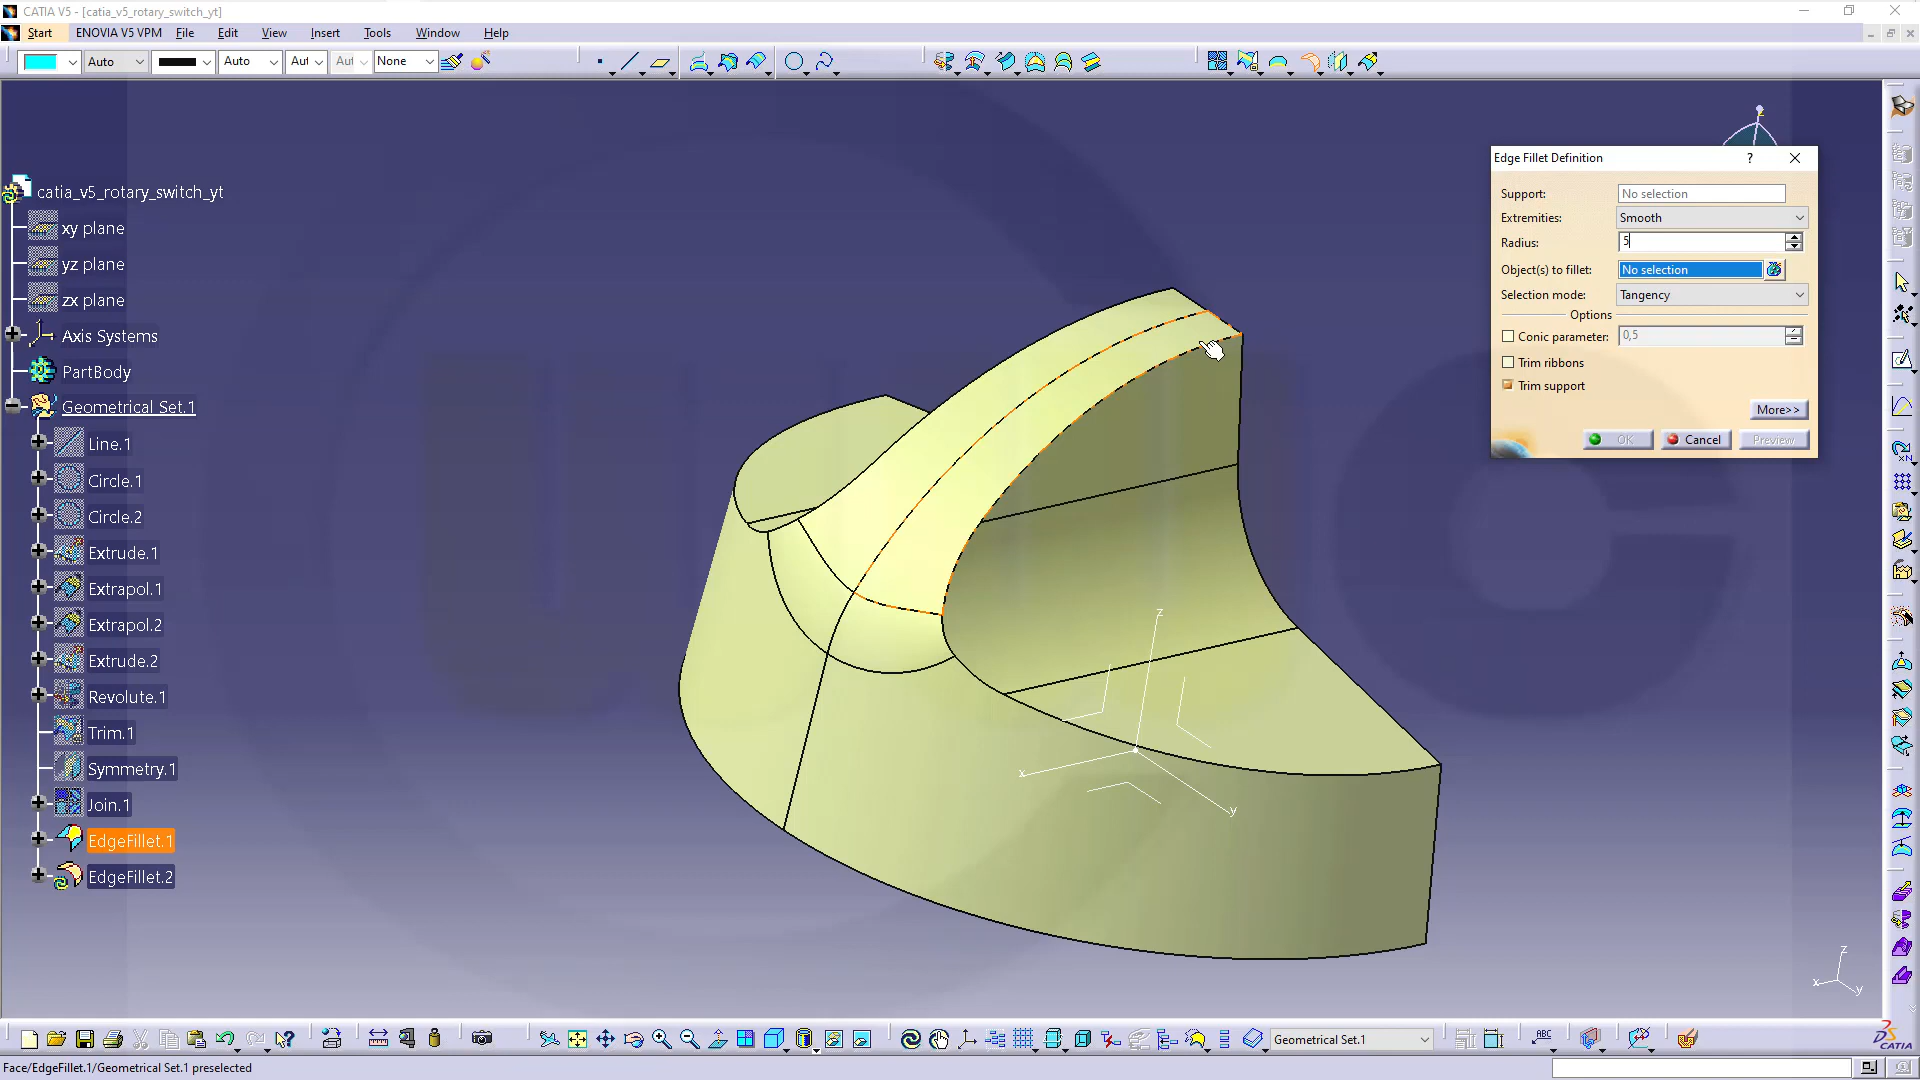 CATIA V5 - [catia_v5_rotary_switch_yt]
Start ENOVIA V5 VPM File Edit View Insert Tools Window Help
Auto Auto Aut Aut None
catia_v5_rotary_switch_yt
xy plane
yz plane
zx plane
Axis Systems
PartBody
Geometrical Set.1
Line.1
Circle.1
Circle.2
Extrude.1
Extrapol.1
Extrapol.2
Extrude.2
Revolute.1
Trim.1
Symmetry.1
Join.1
EdgeFillet.1
EdgeFillet.2
Edge Fillet Definition ?
Support: No selection
Extremities: Smooth
Radius: 5
Object(s) to fillet: No selection
Selection mode: Tangency
Options
Conic parameter: 0,5
Trim ribbons
Trim support
More>>
OK Cancel Preview
z
x
y
z
x
y
Geometrical Set.1
ABC
CATIA
Face/EdgeFillet.1/Geometrical Set.1 preselected